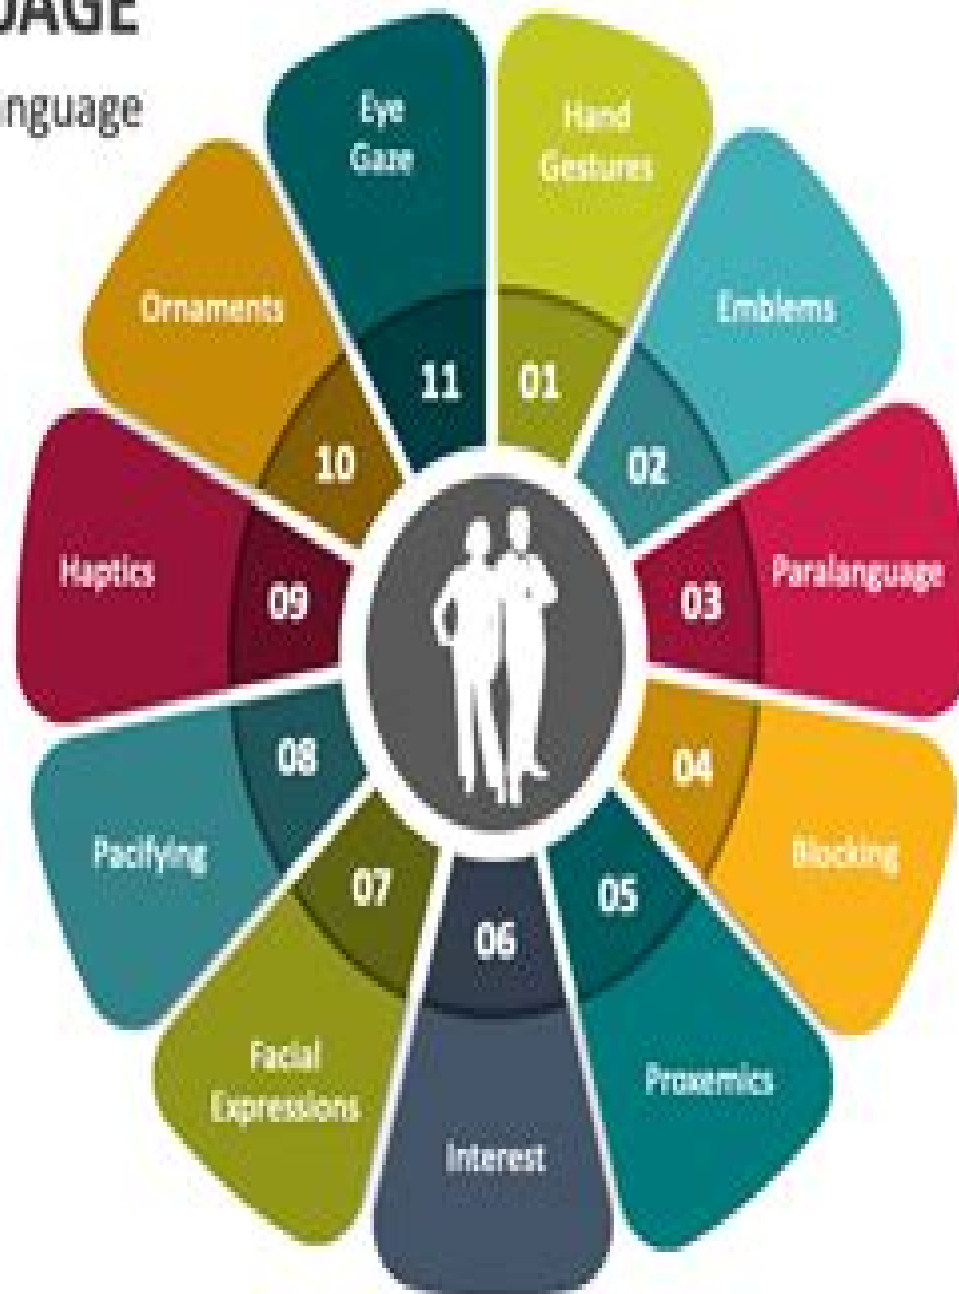 UAGE
nguage
Eye
Gaze
Hand
Gestures
Ornaments
Emblems
11
01
10
02
Haptics
Paralanguage
09
03
08
04
Pacifying
Blocking
07
05
06
Facial
Expressions
Proxemics
Interest